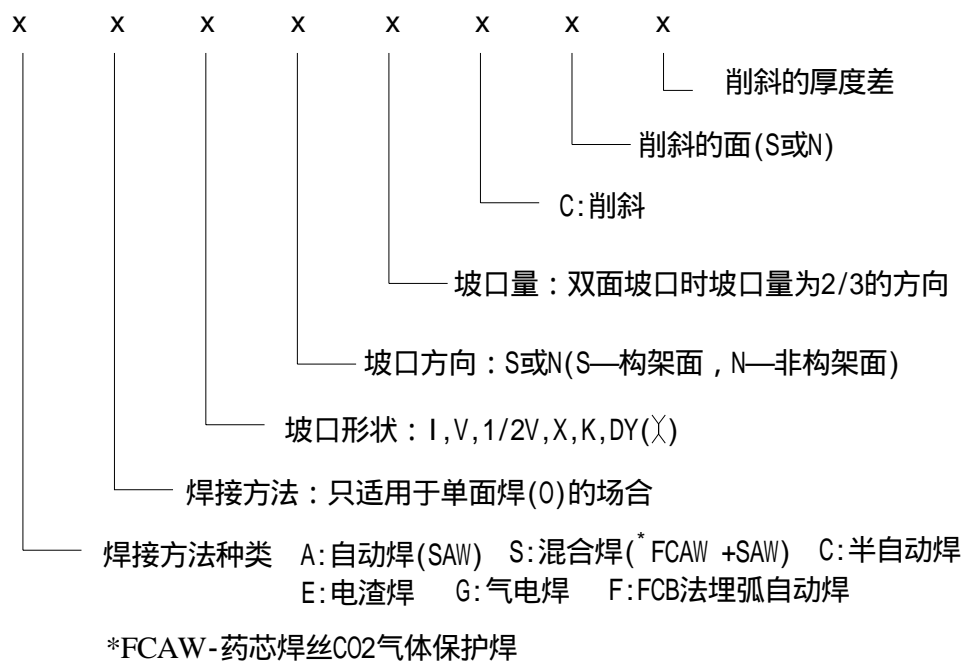 x x x x x x x x
削斜的厚度差
削斜的面(S或N)
C:削斜
坡口量：双面坡口时坡口量为2/3的方向
坡口方向：S或N(S—构架面，N—非构架面)
坡口形状：I,V,1/2V,X,K,DY()
焊接方法：只适用于单面焊(O)的场合
焊接方法种类 A:自动焊(SAW) S:混合焊(*FCAW +SAW) C:半自动焊
E:电渣焊 G:气电焊 F:FCB法埋弧自动焊
*FCAW-药芯焊丝CO2气体保护焊